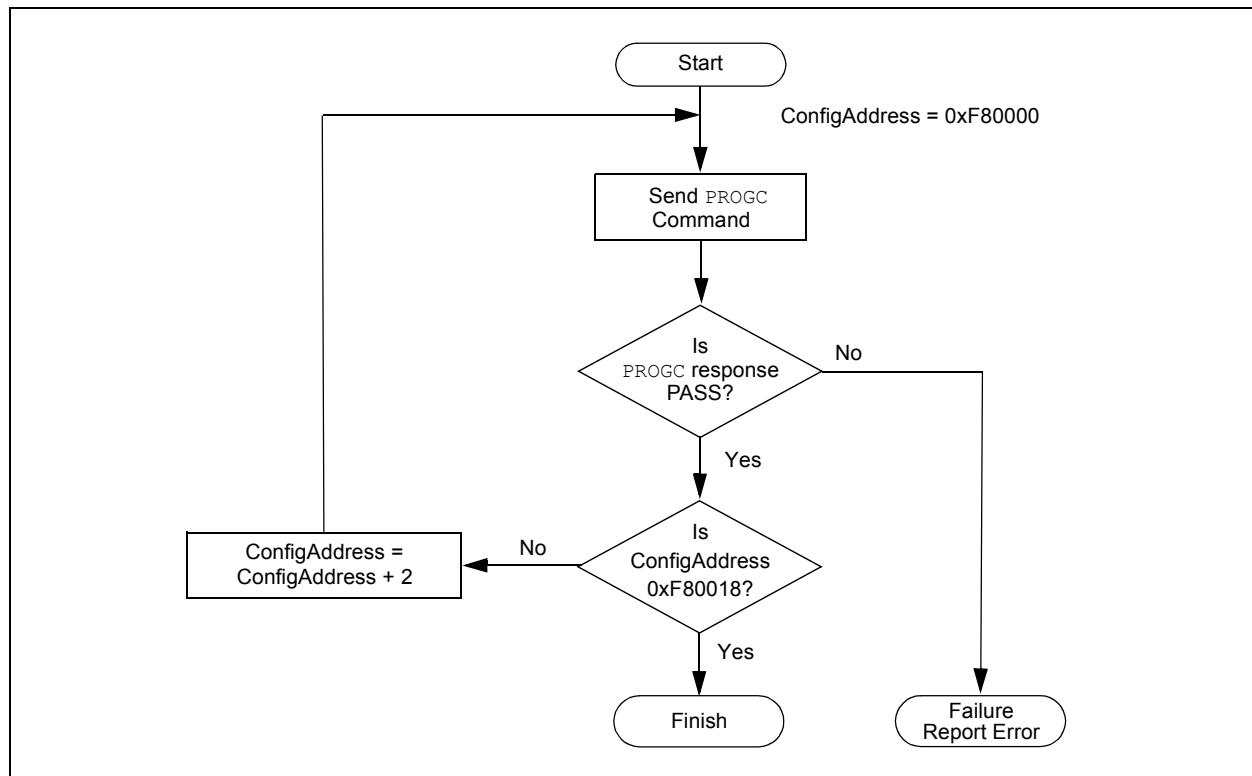 Start
ConfigAddress = 0xF80000
Send PROGC
Command
Is
PROGC response
PASS?
No
Yes
Is
ConfigAddress
0xF80018?
No
ConfigAddress =
ConfigAddress + 2
Yes
Finish
Failure
Report Error